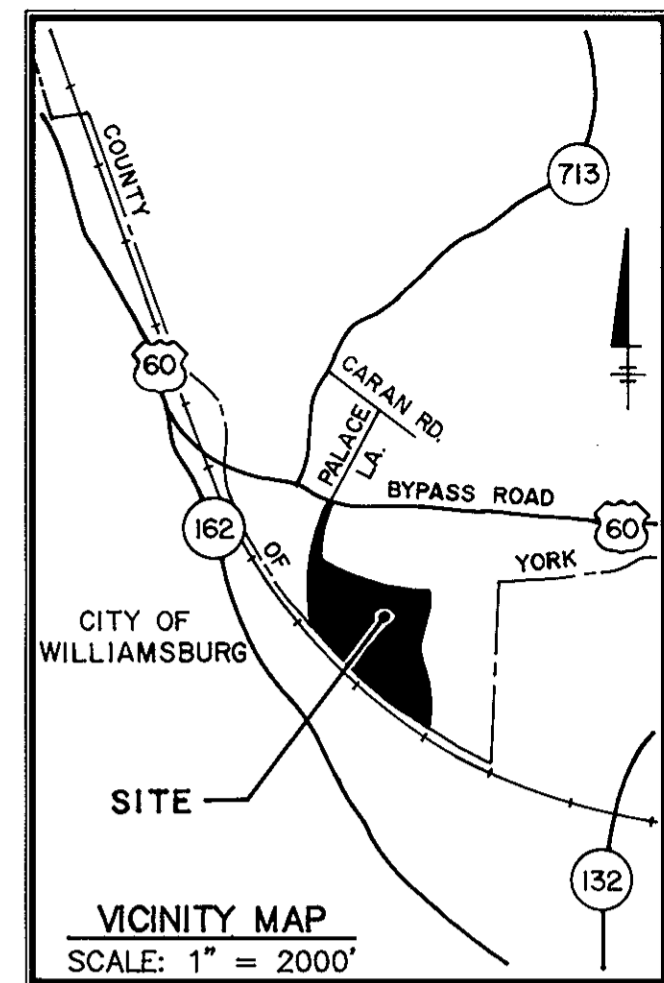 COUNTY
713
60
CARAN RD.
PALACE
LA.
BYPASS ROAD
162
60
OF
YORK
CITY OF
WILLIAMSBURG
SITE
132
VICINITY MAP
SCALE: 1" = 2000'